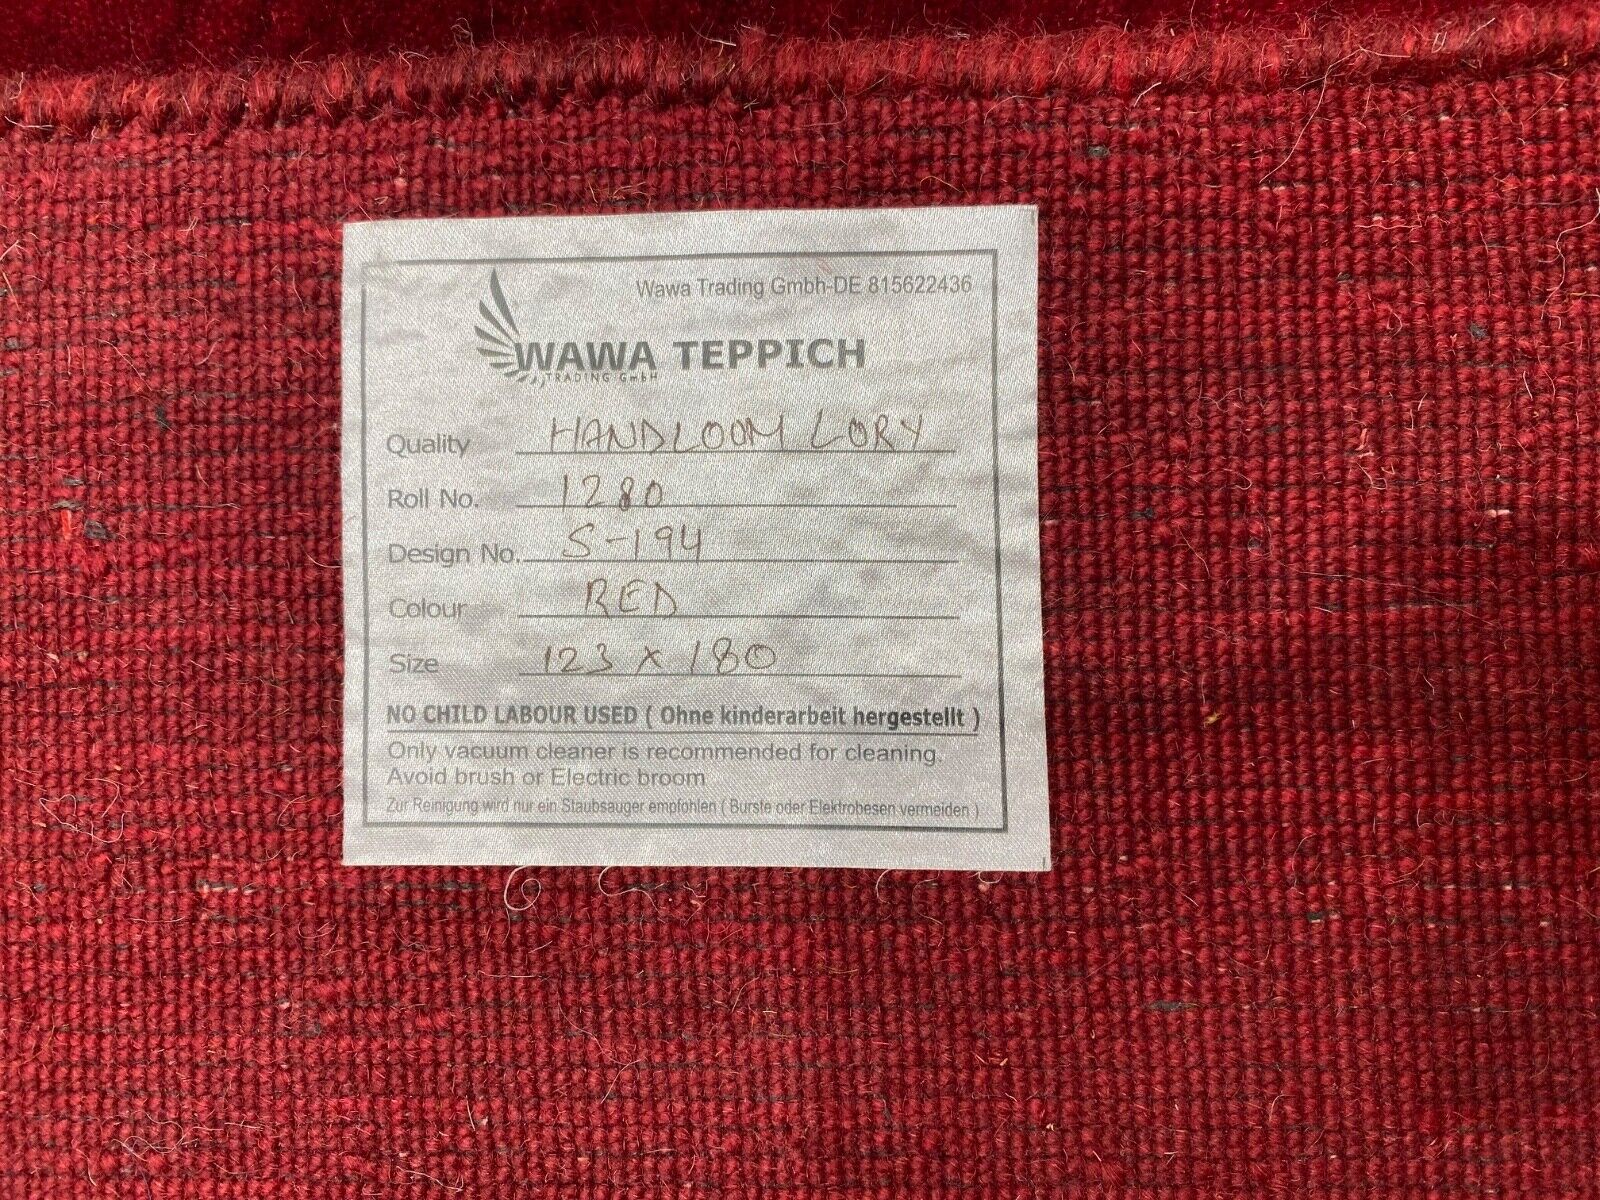 Wawa Trading Gmbh-DE 815622436
WAWA TEPPICH
TRADING GmbH
Quality HANDLOOM LORY
Roll No. 1280
Design No. S-194
Colour RED
Size 123 x 180
NO CHILD LABOUR USED ( Ohne kinderarbeit hergestellt )
Only vacuum cleaner is recommended for cleaning.
Avoid brush or Electric broom
Zur Reinigung wird nur ein Staubsauger empfohlen ( Burste oder Elektrobesen vermeiden )